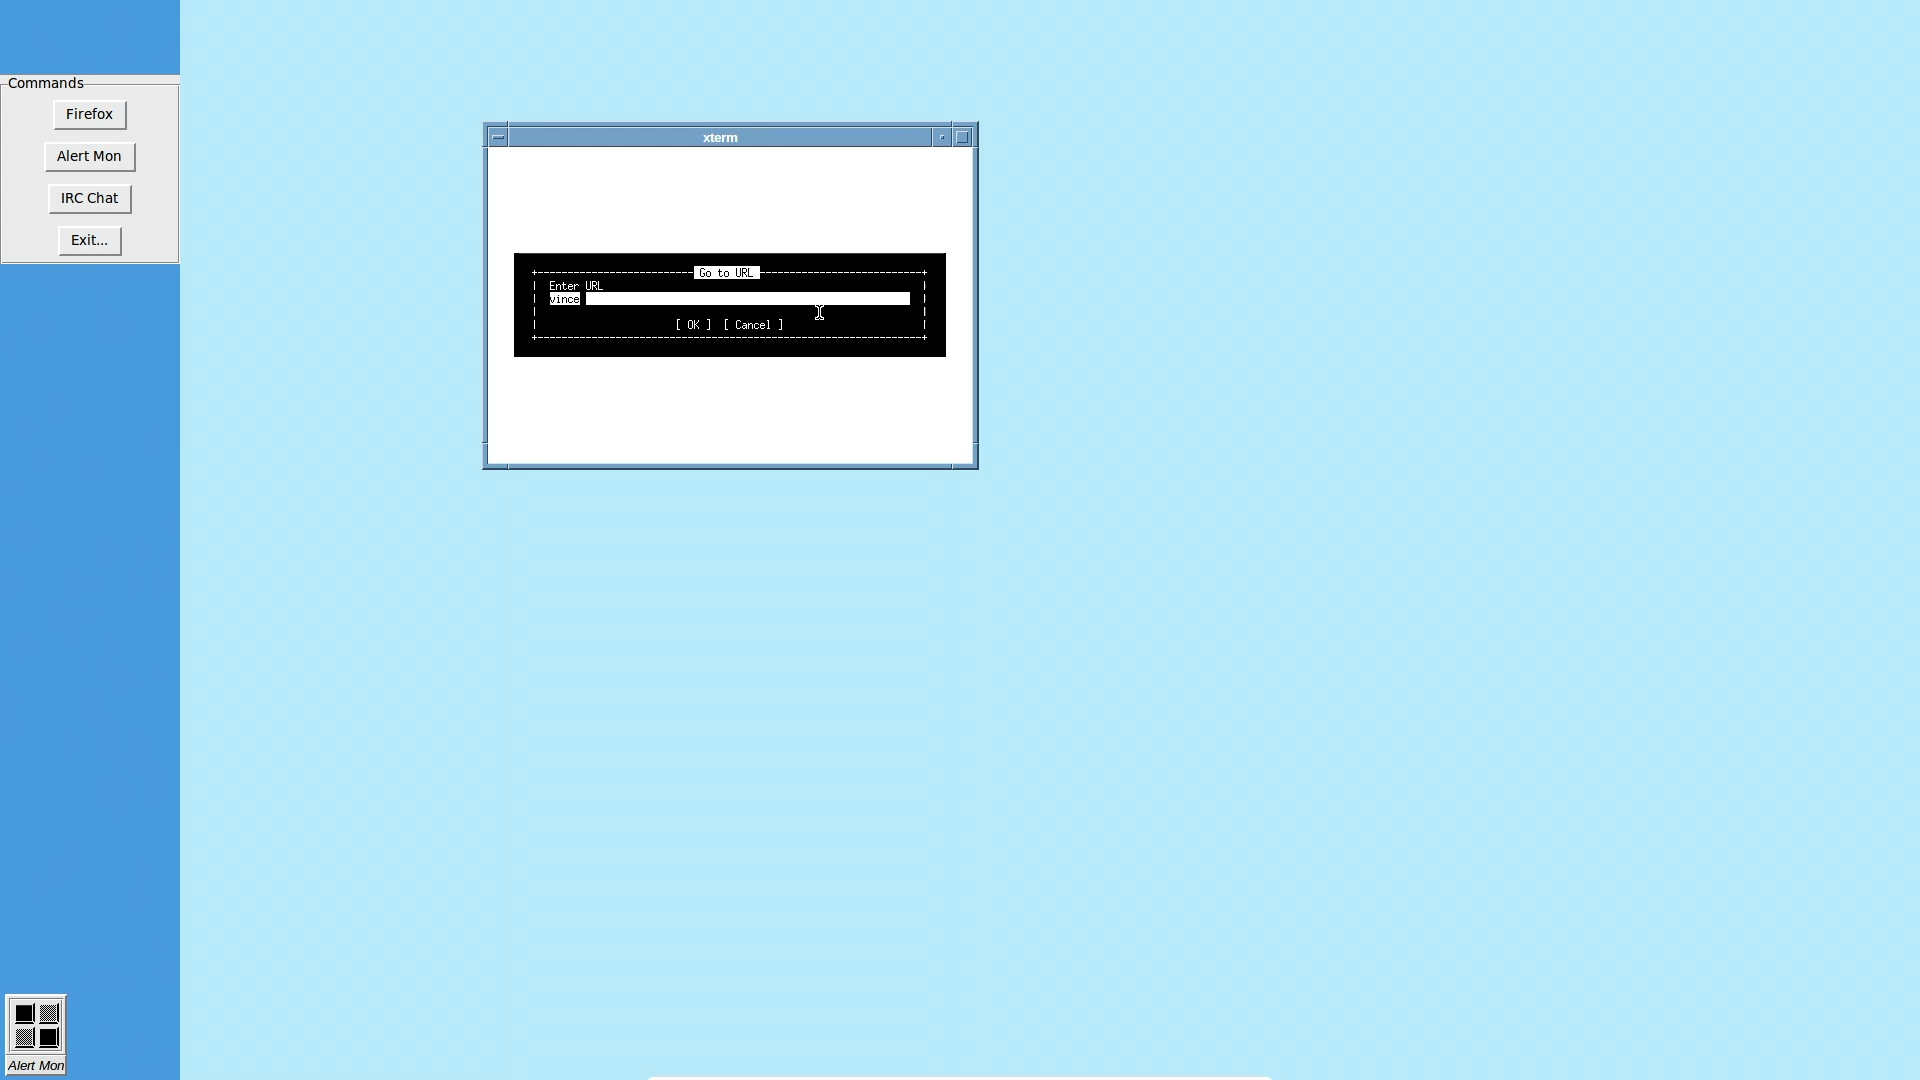 Commands
Firefox
Alert Mon
IRC Chat
Exit...
xterm
Go to URL
Enter URL
vince
[ OK ] [ Cancel ]
Alert Mon